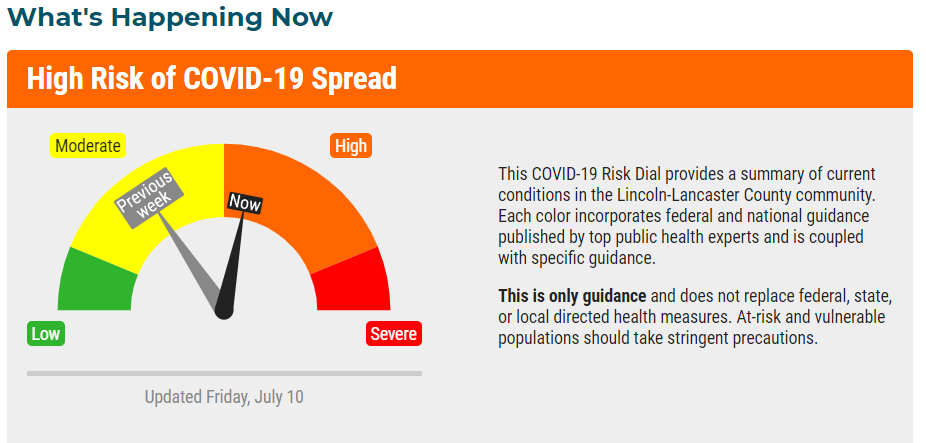 What's Happening Now
High Risk of COVID-19 Spread
Moderate
High
Previous
week
Now
Low
Severe
Updated Friday, July 10
This COVID-19 Risk Dial provides a summary of current
conditions in the Lincoln-Lancaster County community.
Each color incorporates federal and national guidance
published by top public health experts and is coupled
with specific guidance.
This is only guidance and does not replace federal, state,
or local directed health measures. At-risk and vulnerable
populations should take stringent precautions.